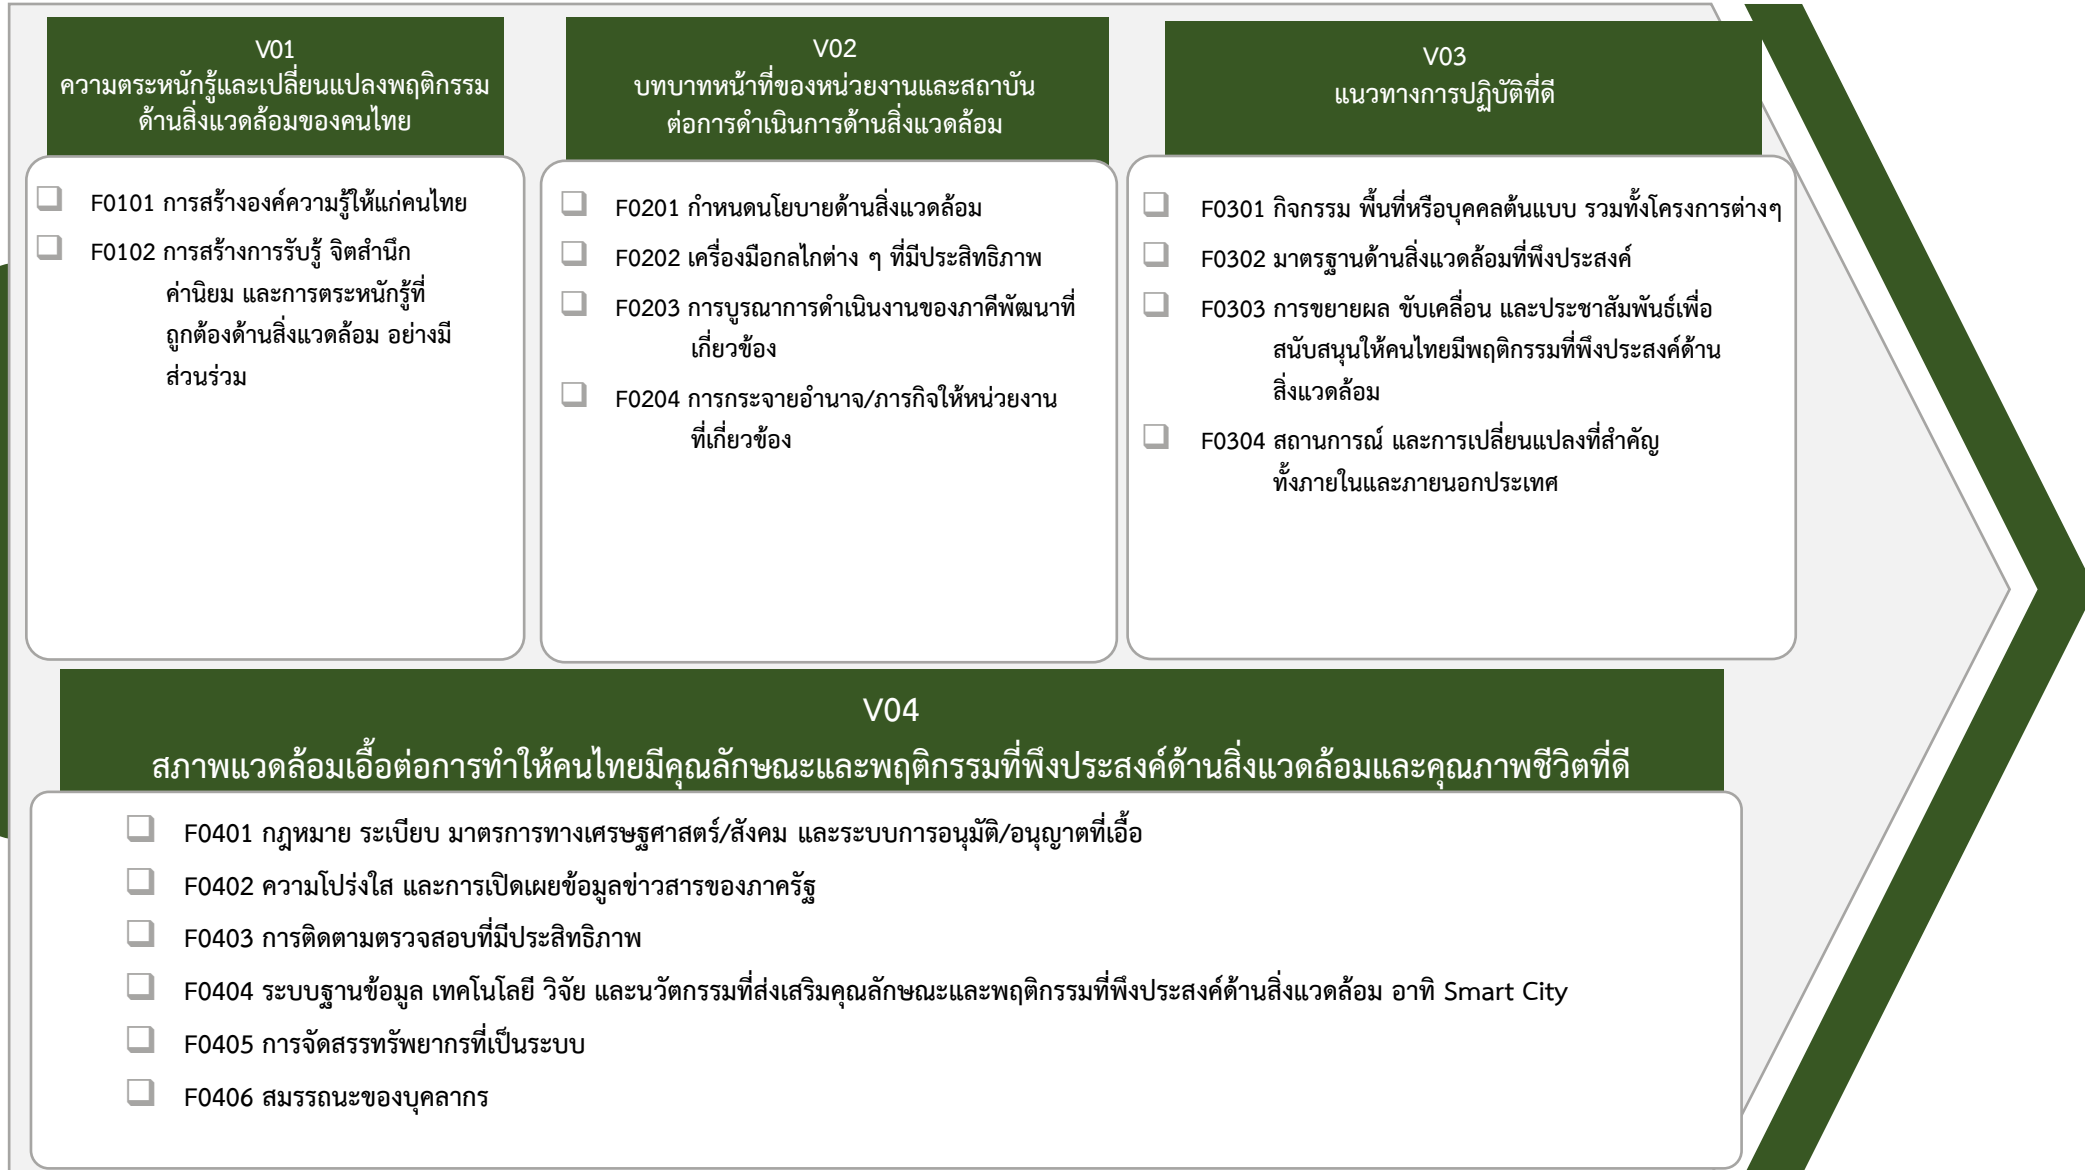 V01
ความตระหนักรู้และเปลี่ยนแปลงพฤติกรรม
ด้านสิ่งแวดล้อมของคนไทย
F0101 การสร้างองค์ความรู้ให้แก่คนไทย
F0102 การสร้างการรับรู้ จิตสำนึก
ค่านิยม และการตระหนักรู้ที่
ถูกต้องด้านสิ่งแวดล้อม อย่างมี
ส่วนร่วม
V02
บทบาทหน้าที่ของหน่วยงานและสถาบัน
ต่อการดำเนินการด้านสิ่งแวดล้อม
F0201 กำหนดนโยบายด้านสิ่งแวดล้อม
F0202 เครื่องมือกลไกต่าง ๆ ที่มีประสิทธิภาพ
F0203 การบูรณาการดำเนินงานของภาคีพัฒนาที่
เกี่ยวข้อง
F0204 การกระจายอำนาจ/ภารกิจให้หน่วยงาน
ที่เกี่ยวข้อง
V03
แนวทางการปฏิบัติที่ดี
F0301 กิจกรรม พื้นที่หรือบุคคลต้นแบบ รวมทั้งโครงการต่างๆ
F0302 มาตรฐานด้านสิ่งแวดล้อมที่พึงประสงค์
F0303 การขยายผล ขับเคลื่อน และประชาสัมพันธ์เพื่อ
สนับสนุนให้คนไทยมีพฤติกรรมที่พึงประสงค์ด้าน
สิ่งแวดล้อม
F0304 สถานการณ์ และการเปลี่ยนแปลงที่สำคัญ
ทั้งภายในและภายนอกประเทศ
V04
สภาพแวดล้อมเอื้อต่อการทำให้คนไทยมีคุณลักษณะและพฤติกรรมที่พึงประสงค์ด้านสิ่งแวดล้อมและคุณภาพชีวิตที่ดี
F0401 กฎหมาย ระเบียบ มาตรการทางเศรษฐศาสตร์/สังคม และระบบการอนุมัติ/อนุญาตที่เอื้อ
F0402 ความโปร่งใส และการเปิดเผยข้อมูลข่าวสารของภาครัฐ
F0403 การติดตามตรวจสอบที่มีประสิทธิภาพ
F0404 ระบบฐานข้อมูล เทคโนโลยี วิจัย และนวัตกรรมที่ส่งเสริมคุณลักษณะและพฤติกรรมที่พึงประสงค์ด้านสิ่งแวดล้อม อาทิ Smart City
F0405 การจัดสรรทรัพยากรที่เป็นระบบ
F0406 สมรรถนะของบุคลากร